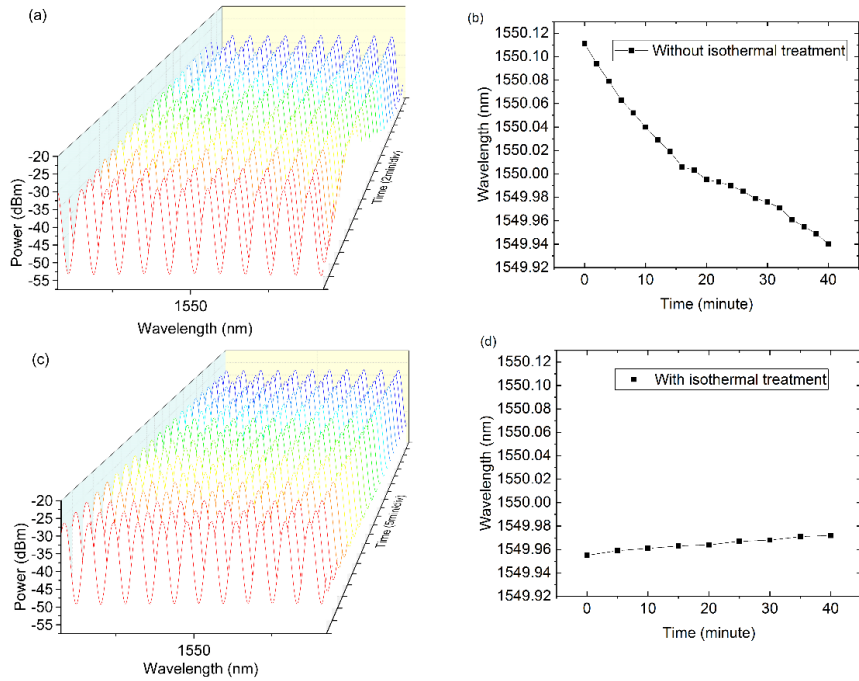 (a)
-20
-25
-30
-35
-40
-45
-50
-55
Power (dBm)
Time (2min/div)
1550
Wavelength (nm)
(b)
1550.12
1550.10
1550.08
1550.06
1550.04
1550.02
1550.00
1549.98
1549.96
1549.94
1549.92
Wavelength (nm)
Without isothermal treatment
0 10 20 30 40
Time (minute)
(c)
-20
-25
-30
-35
-40
-45
-50
-55
Power (dBm)
Time (5min/div)
1550
Wavelength (nm)
(d)
1550.12
1550.10
1550.08
1550.06
1550.04
1550.02
1550.00
1549.98
1549.96
1549.94
1549.92
Wavelength (nm)
With isothermal treatment
0 10 20 30 40
Time (minute)